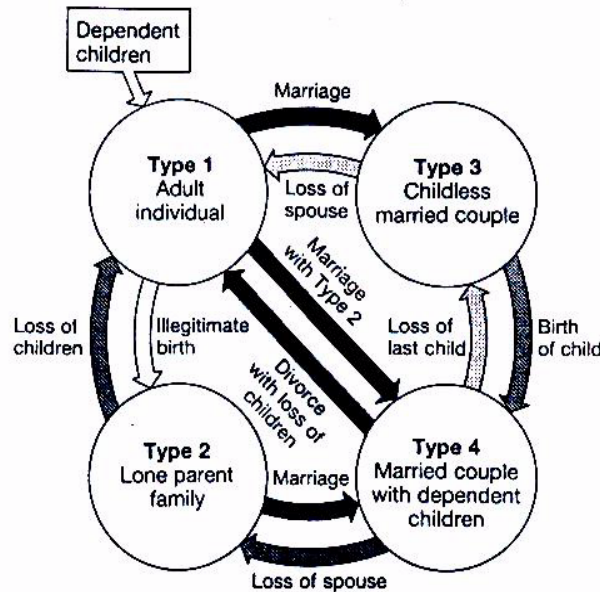 Dependent
children
Marriage
Type 1
Adult
individual
Type 3
Childless
married couple
Loss of
spouse
Marriage
with Type 2
Loss of
children
Illegitimate
birth
Divorce
with loss of
children
Loss of
last child
Birth
of child
Type 2
Lone parent
family
Marriage
Type 4
Married couple
with dependent
children
Loss of spouse